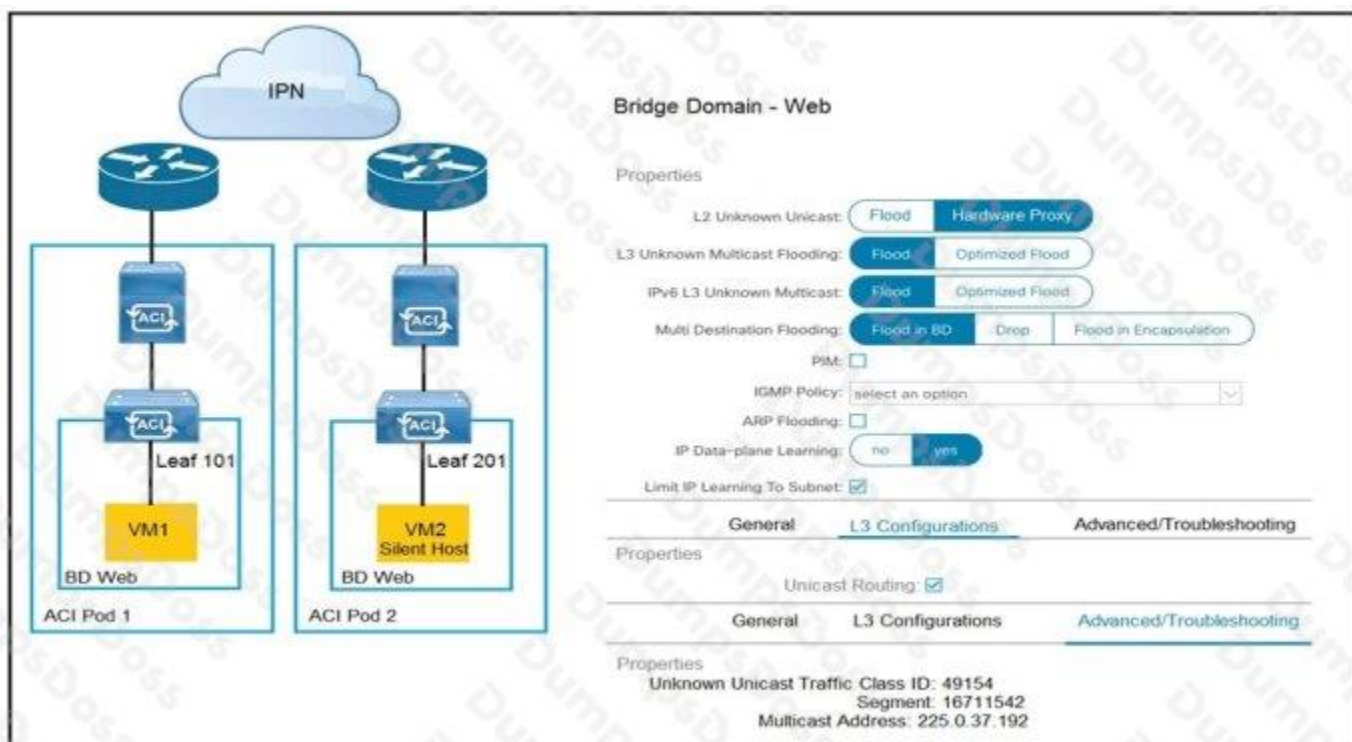 IPN
ACI
ACI
ACI
ACI
Leaf 101
Leaf 201
VM1
VM2
Silent Host
BD Web
BD Web
ACI Pod 1
ACI Pod 2
Bridge Domain - Web
Properties
L2 Unknown Unicast: Flood Hardware Proxy
L3 Unknown Multicast Flooding: Flood Optimized Flood
IPv6 L3 Unknown Multicast: Flood Optimized Flood
Multi Destination Flooding: Flood in BD Drop Flood in Encapsulation
PIM:
IGMP Policy: select an option
ARP Flooding:
IP Data-plane Learning: no yes
Limit IP Learning To Subnet:
General L3 Configurations Advanced/Troubleshooting
Properties
Unicast Routing:
General L3 Configurations Advanced/Troubleshooting
Properties
Unknown Unicast Traffic Class ID: 49154
Segment: 16711542
Multicast Address: 225.0.37.192
DumpsDoss